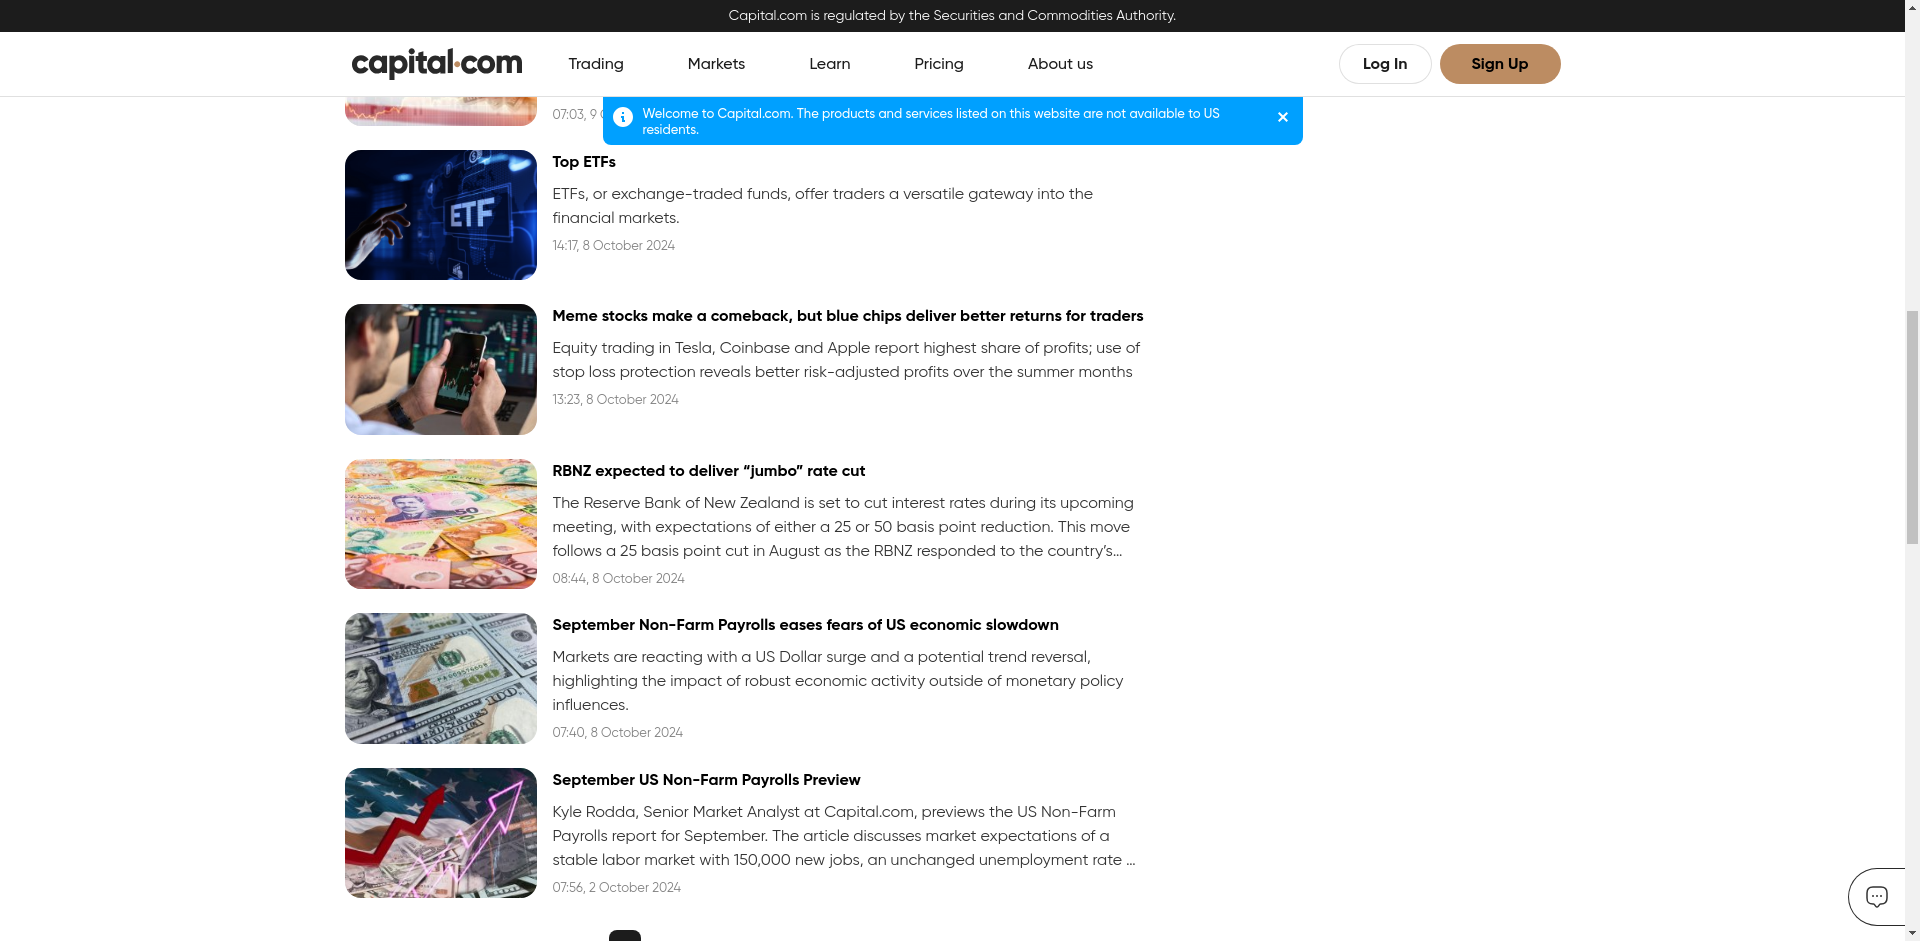 Capital.com is regulated by the Securities and Commodities Authority.
capital.com
Trading
Markets
Learn
Pricing
About us
Log In
Sign Up
07:03, 9
Welcome to Capital.com. The products and services listed on this website are not available to US
residents.
ETF
Top ETFs
ETFs, or exchange-traded funds, offer traders a versatile gateway into the
financial markets.
14:17, 8 October 2024
Meme stocks make a comeback, but blue chips deliver better returns for traders
Equity trading in Tesla, Coinbase and Apple report highest share of profits; use of
stop loss protection reveals better risk-adjusted profits over the summer months
13:23, 8 October 2024
RBNZ expected to deliver “jumbo” rate cut
The Reserve Bank of New Zealand is set to cut interest rates during its upcoming
meeting, with expectations of either a 25 or 50 basis point reduction. This move
follows a 25 basis point cut in August as the RBNZ responded to the country’s...
08:44, 8 October 2024
September Non-Farm Payrolls eases fears of US economic slowdown
Markets are reacting with a US Dollar surge and a potential trend reversal,
highlighting the impact of robust economic activity outside of monetary policy
influences.
07:40, 8 October 2024
September US Non-Farm Payrolls Preview
Kyle Rodda, Senior Market Analyst at Capital.com, previews the US Non-Farm
Payrolls report for September. The article discusses market expectations of a
stable labor market with 150,000 new jobs, an unchanged unemployment rate ...
07:56, 2 October 2024